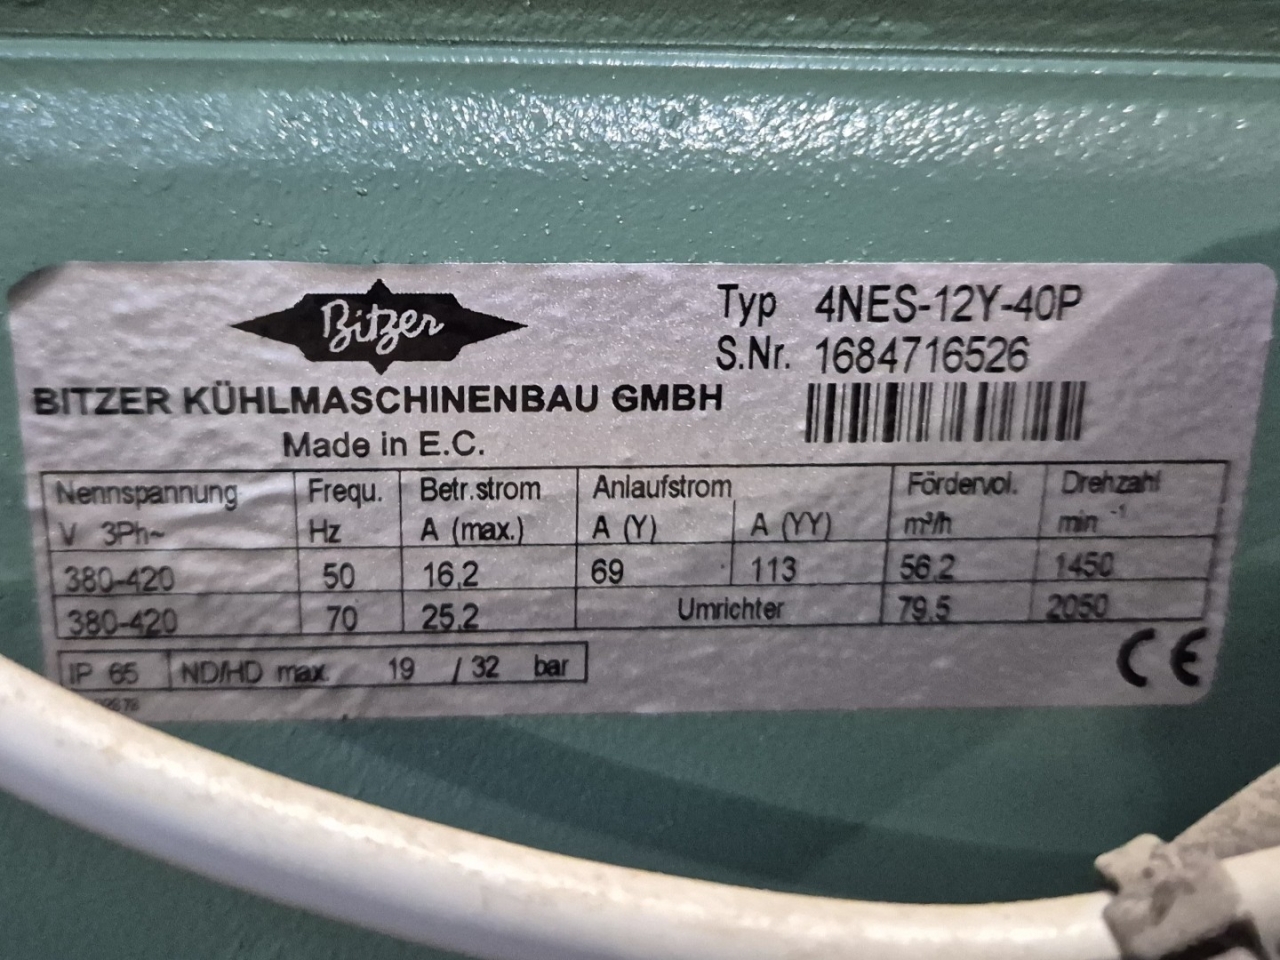 Bitzer
Typ 4NES-12Y-40P
S.Nr. 1684716526
BITZER KÜHLMASCHINENBAU GMBH
Made in E.C.
Nennspannung Frequ. Betr.strom Anlaufstrom Fördervol. Drehzahl
V 3Ph~ Hz A (max.) A (Y) A (YY) m³/h min⁻¹
380-420 50 16,2 69 113 56,2 1450
380-420 70 25,2 Umrichter 79,5 2050
IP 65 ND/HD max. 19 / 32 bar
CE